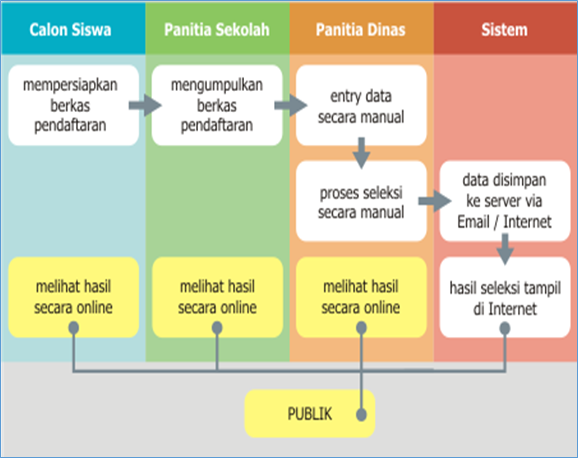 Calon Siswa
Panitia Sekolah
Panitia Dinas
Sistem
mempersiapkan
berkas
pendaftaran
mengumpulkan
berkas
pendaftaran
entry data
secara manual
proses seleksi
secara manual
data disimpan
ke server via
Email / Internet
melihat hasil
secara online
melihat hasil
secara online
melihat hasil
secara online
hasil seleksi tampil
di Internet
PUBLIK